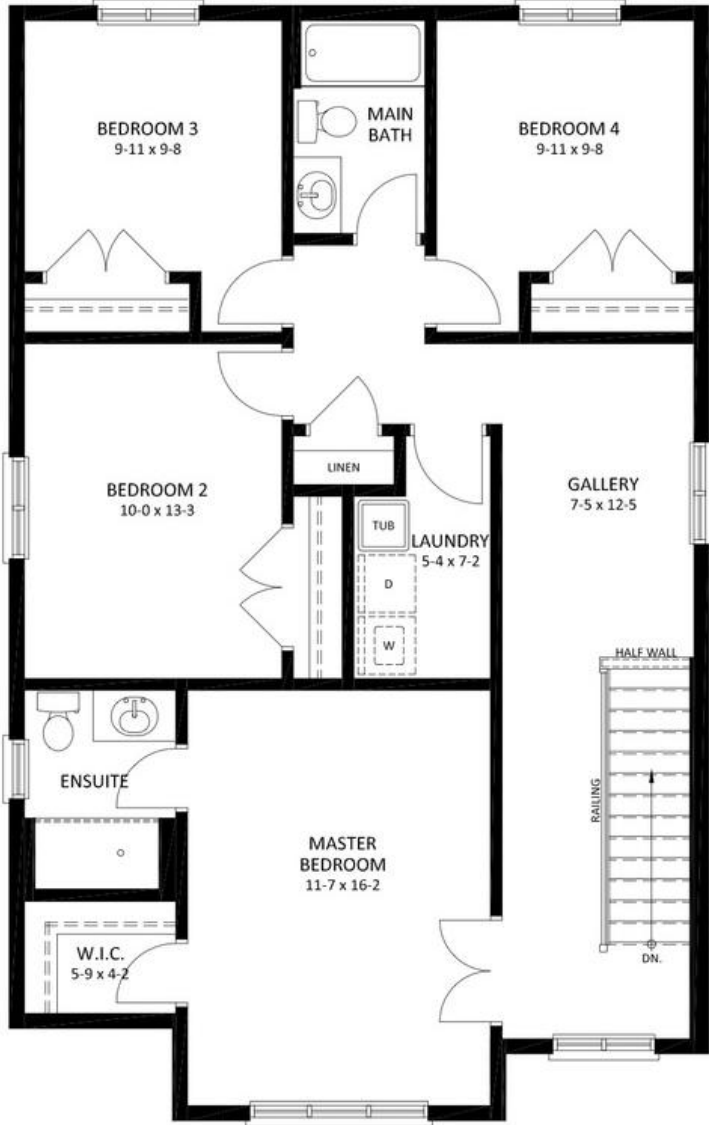 BEDROOM 3
9-11 x 9-8
MAIN
BATH
BEDROOM 4
9-11 x 9-8
LINEN
BEDROOM 2
10-0 x 13-3
GALLERY
7-5 x 12-5
TUB
LAUNDRY
5-4 x 7-2
D
W
HALF WALL
ENSUITE
RAILING
MASTER
BEDROOM
11-7 x 16-2
W.I.C.
5-9 x 4-2
DN.